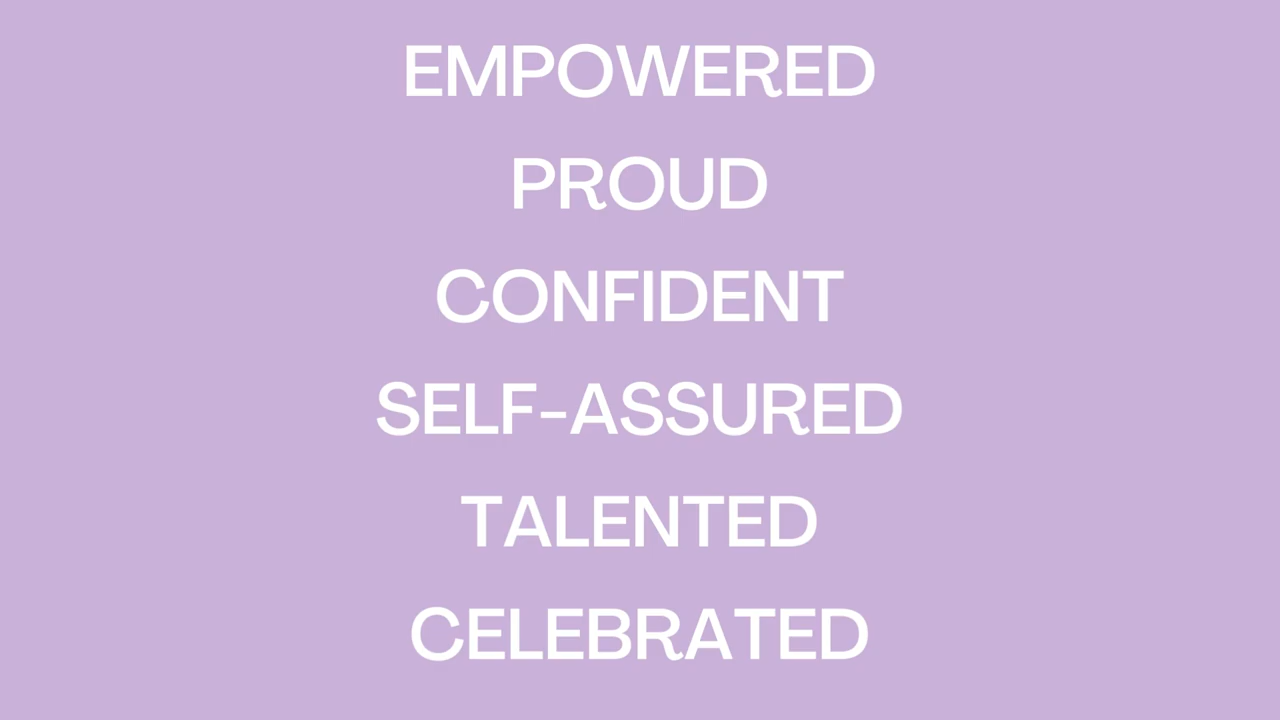 EMPOWERED
PROUD
CONFIDENT
SELF-ASSURED
TALENTED
CELEBRATED